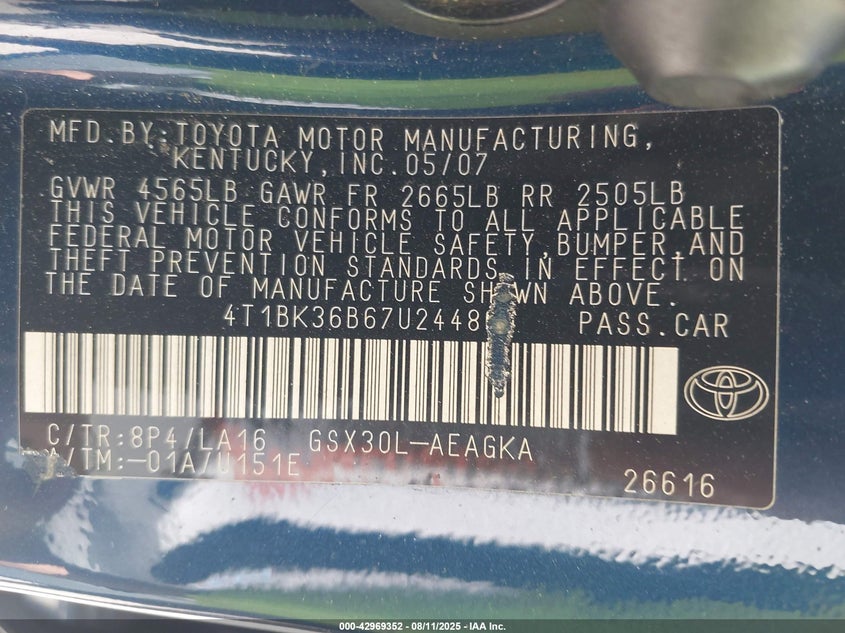 MFD.BY:TOYOTA MOTOR MANUFACTURING,
KENTUCKY,INC.05/07
GVWR 4565LB GAWR FR 2665LB RR 2505LB
THIS VEHICLE CONFORMS TO ALL APPLICABLE
FEDERAL MOTOR VEHICLE SAFETY,BUMPER,AND
THEFT PREVENTION STANDARDS IN EFFECT ON
THE DATE OF MANUFACTURE SHOWN ABOVE.
4T1BK36B67U2448 PASS.CAR
C/TR:8P4/LA16 GSX30L-AEAGKA
A/TM:-01A/U151E
26616
000-42969352 - 08/11/2025 - IAA Inc.